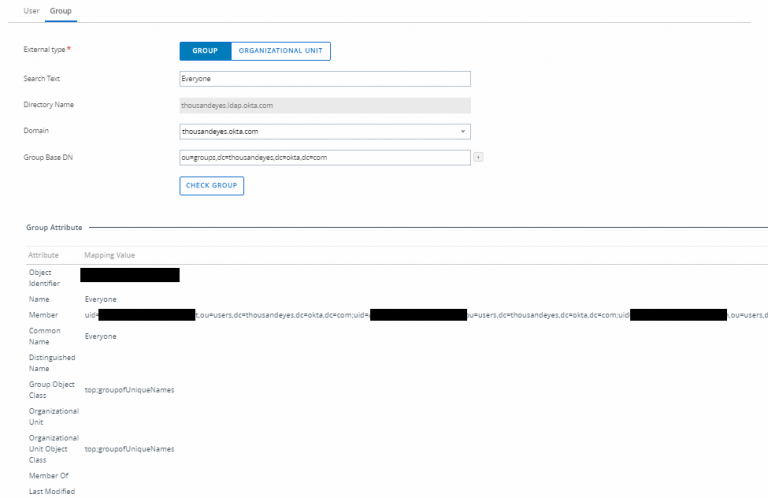 User Group
External type *
GROUP ORGANIZATIONAL UNIT
Search Text Everyone
Directory Name thousandeyes.ldap.okta.com
Domain thousandeyes.okta.com
Group Base DN ou=groups,dc=thousandeyes,dc=okta,dc=com +
CHECK GROUP
Group Attribute
Attribute Mapping Value
Object
Identifier
Name Everyone
Member uid= t,ou=users,dc=thousandeyes,dc=okta,dc=com;uid= ou=users,dc=thousandeyes,dc=okta,dc=com;uid ,ou=users,d
Common
Name Everyone
Distinguished
Name
Group Object
Class top;groupofUniqueNames
Organizational
Unit
Organizational
Unit Object
Class top;groupofUniqueNames
Member Of
Last Modified